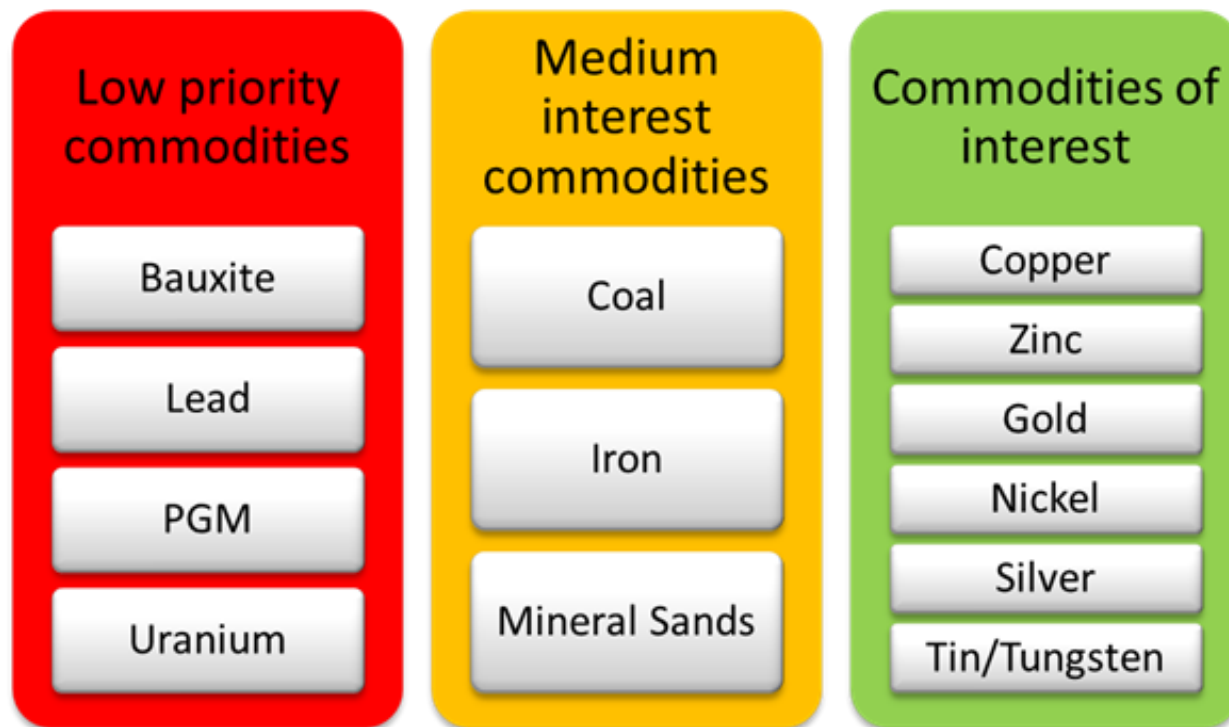 Low priority
commodities
Bauxite
Lead
PGM
Uranium
Medium
interest
commodities
Coal
Iron
Mineral Sands
Commodities of
interest
Copper
Zinc
Gold
Nickel
Silver
Tin/Tungsten